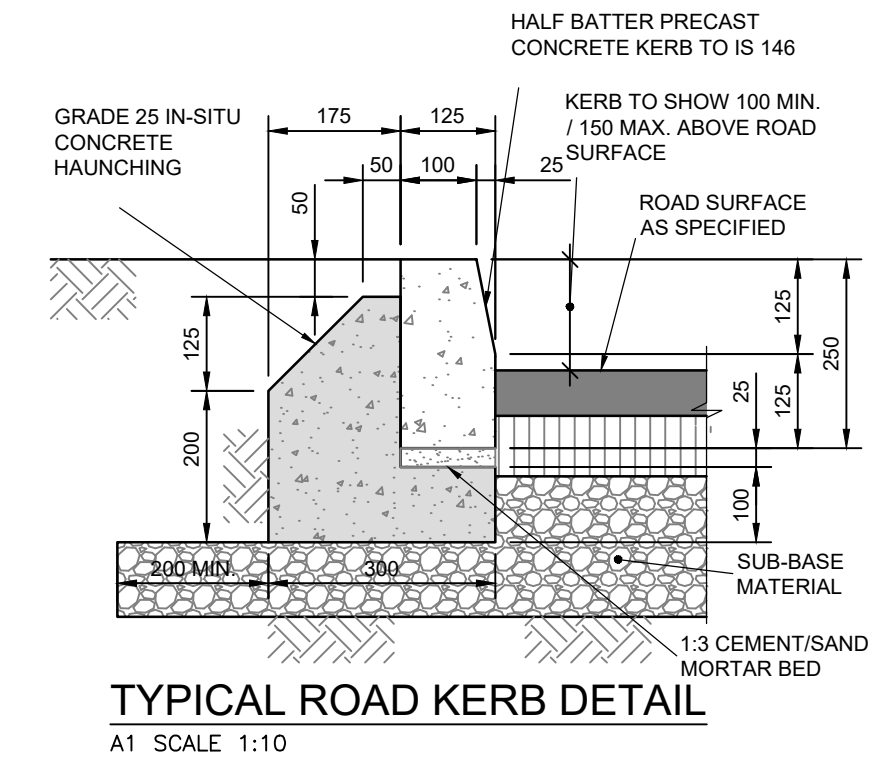 HALF BATTER PRECAST
CONCRETE KERB TO IS 146
GRADE 25 IN-SITU
CONCRETE
HAUNCHING
KERB TO SHOW 100 MIN.
/ 150 MAX. ABOVE ROAD
SURFACE
175
125
50
100
25
50
ROAD SURFACE
AS SPECIFIED
125
200
125
250
25
125
100
200 MIN.
300
SUB-BASE
MATERIAL
1:3 CEMENT/SAND
MORTAR BED
TYPICAL ROAD KERB DETAIL
A1 SCALE 1:10